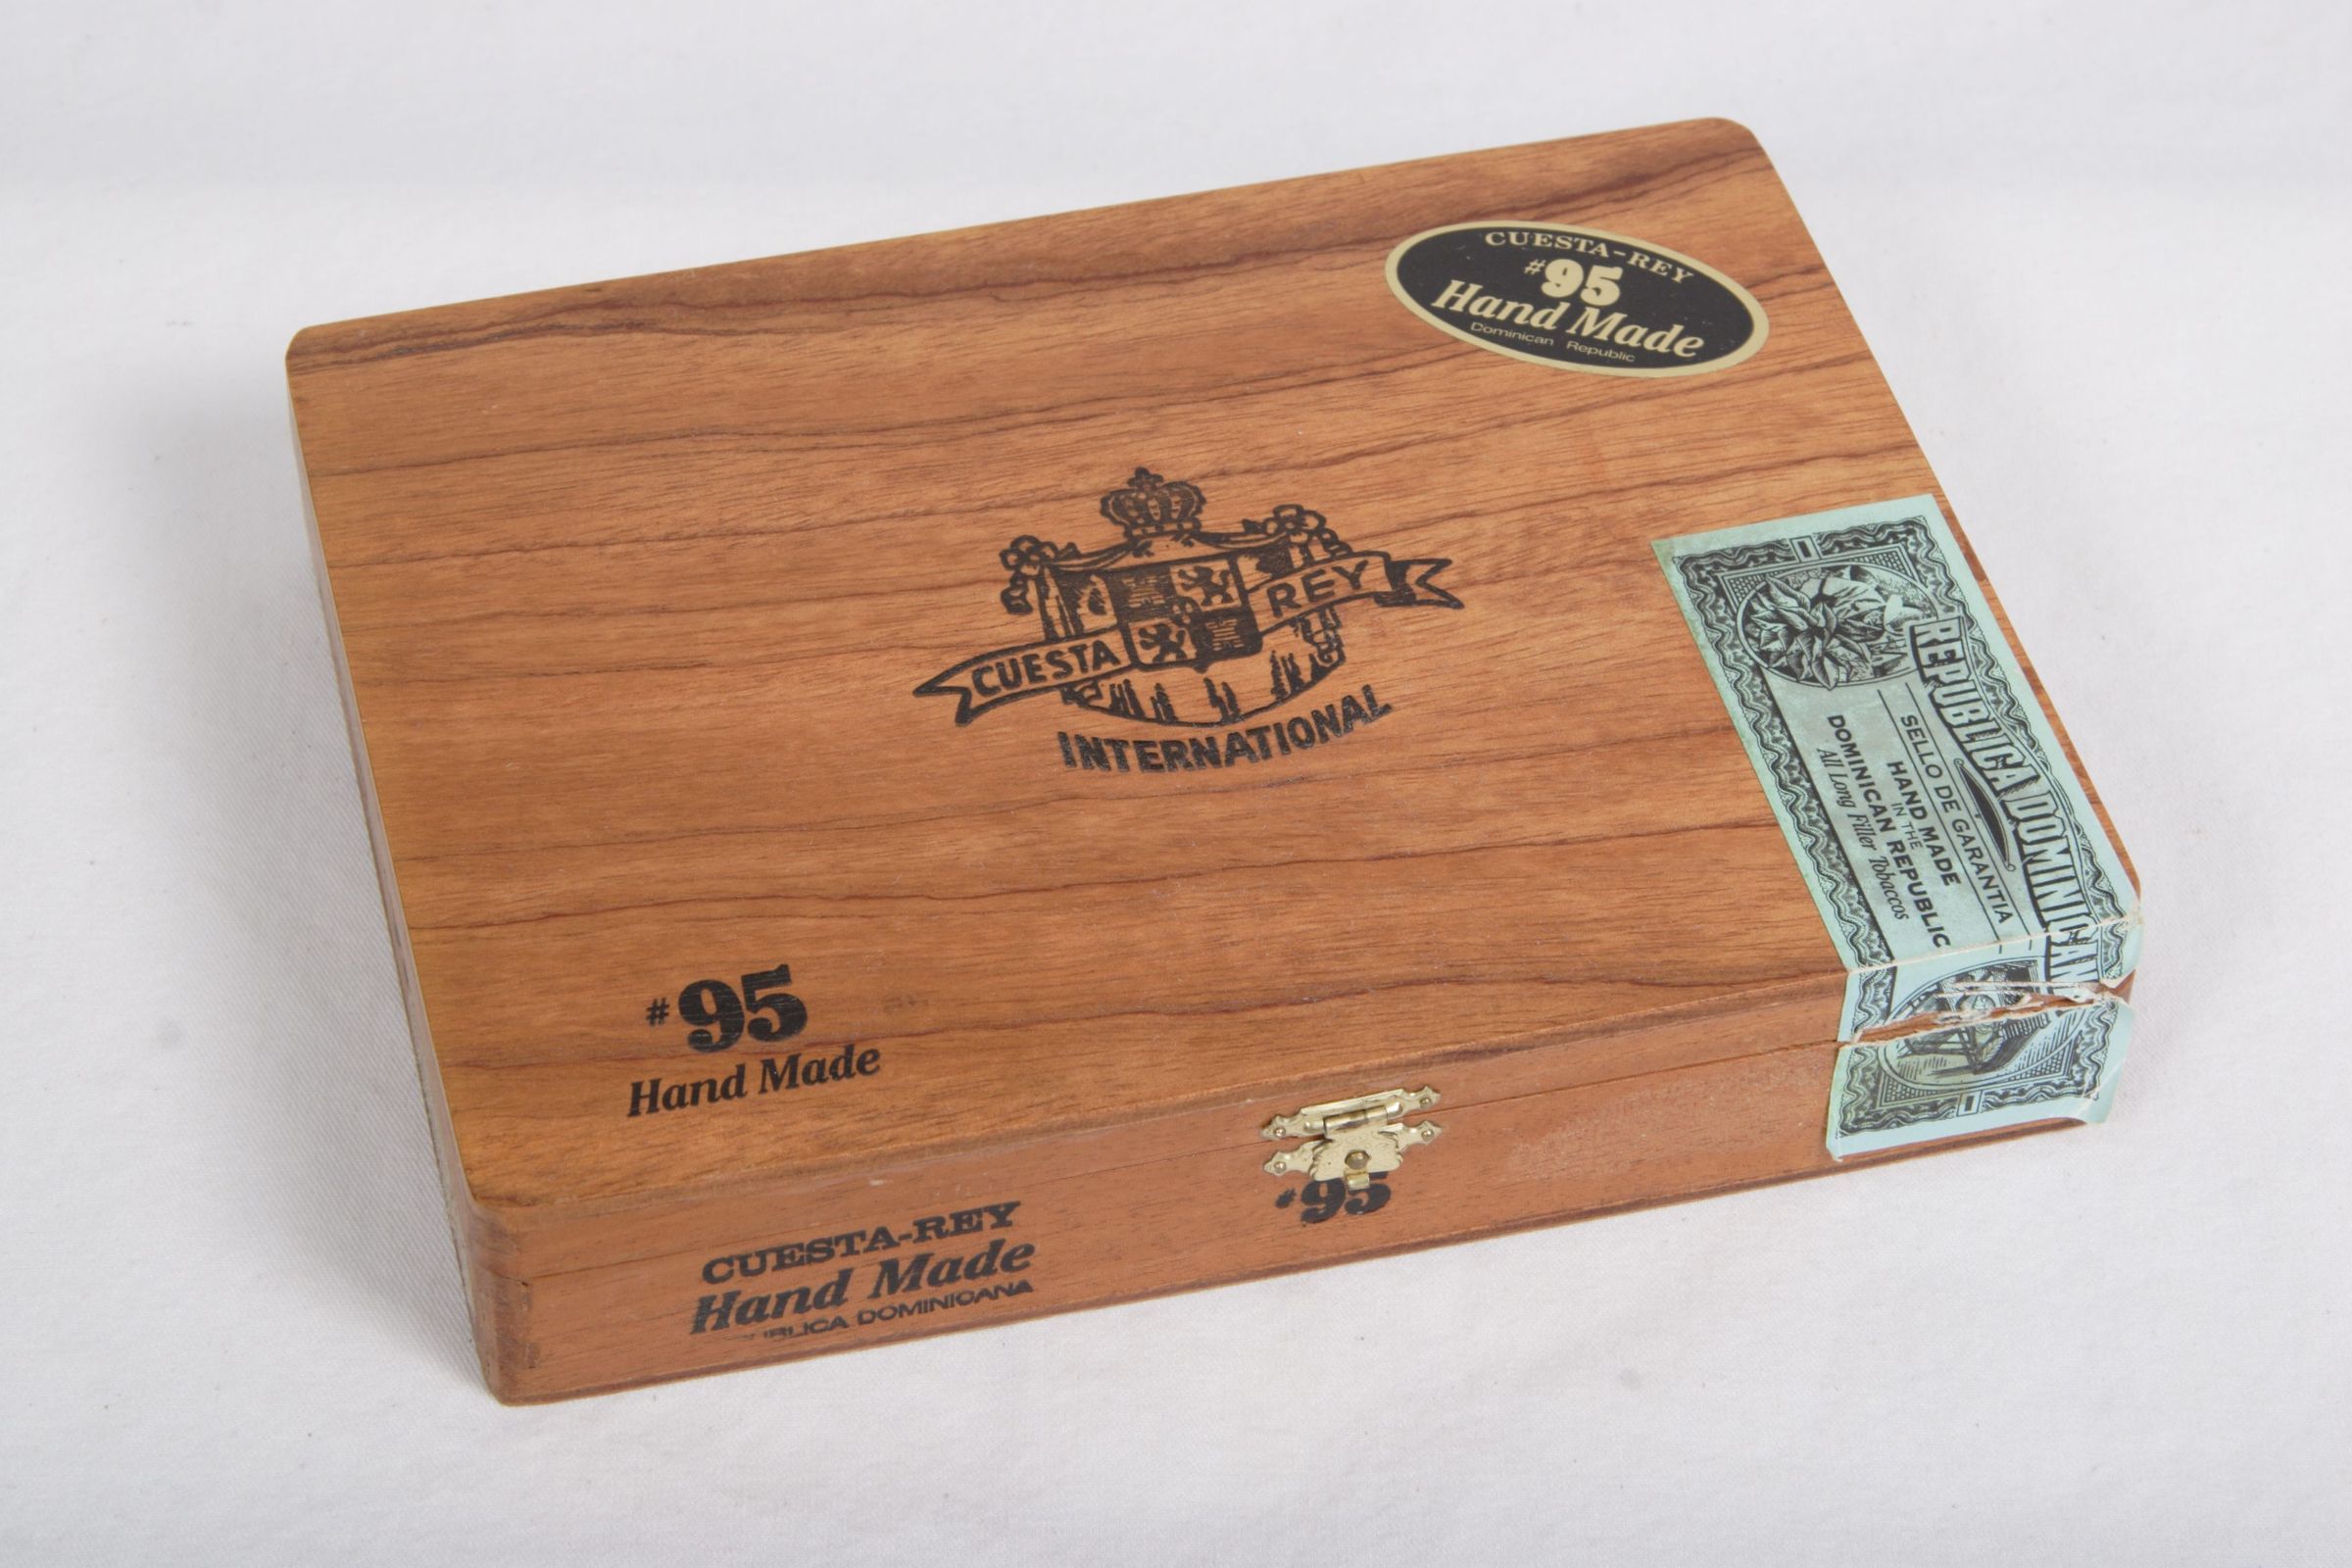 CUESTA-REY
#95
Hand Made
Dominican Republic
CUESTA REY
INTERNATIONAL
REPUBLICA DOMINICANA
SELLO DE GARANTIA
HAND MADE
IN THE
DOMINICAN REPUBLIC
All Long Filler Tobaccos
#95
Hand Made
CUESTA-REY
Hand Made
DOMINICANA
#95